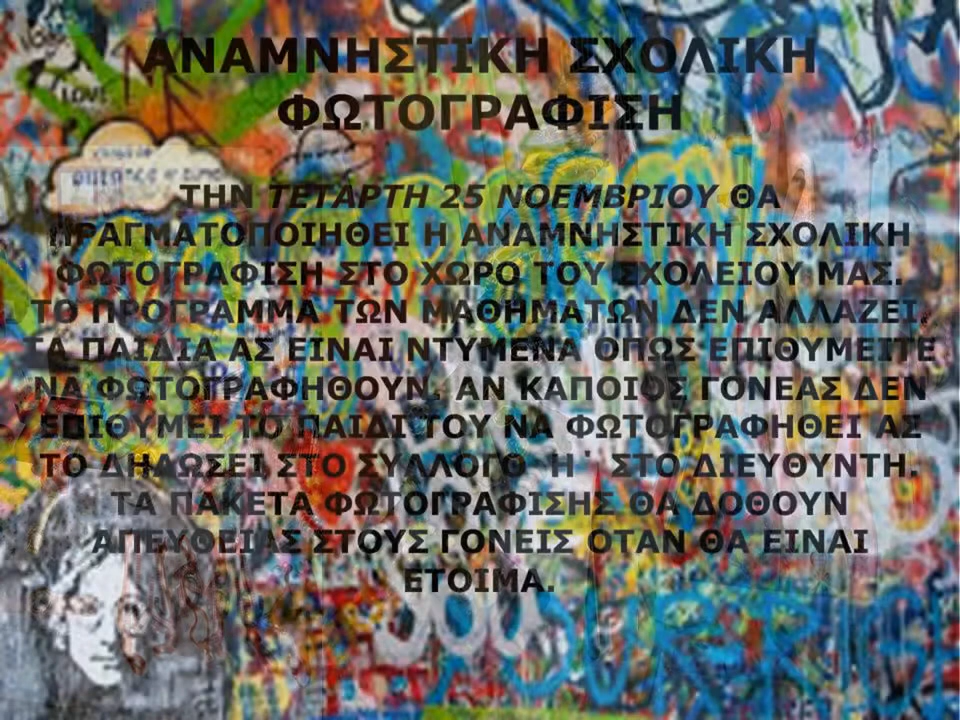 ΑΝΑΜΝΗΣΤΙΚΗ ΣΧΟΛΙΚΗ
ΦΩΤΟΓΡΑΦΙΣΗ
ΤΗΝ ΤΕΤΑΡΤΗ 25 ΝΟΕΜΒΡΙΟΥ ΘΑ
ΠΡΑΓΜΑΤΟΠΟΙΗΘΕΙ Η ΑΝΑΜΝΗΣΤΙΚΗ ΣΧΟΛΙΚΗ
ΦΩΤΟΓΡΑΦΙΣΗ ΣΤΟ ΧΩΡΟ ΤΟΥ ΣΧΟΛΕΙΟΥ ΜΑΣ.
ΤΟ ΠΡΟΓΡΑΜΜΑ ΤΩΝ ΜΑΘΗΜΑΤΩΝ ΔΕΝ ΑΛΛΑΖΕΙ.
ΤΑ ΠΑΙΔΙΑ ΑΣ ΕΙΝΑΙ ΝΤΥΜΕΝΑ ΟΠΩΣ ΕΠΙΘΥΜΕΙΤΕ
ΝΑ ΦΩΤΟΓΡΑΦΗΘΟΥΝ. ΑΝ ΚΑΠΟΙΟΣ ΓΟΝΕΑΣ ΔΕΝ
ΕΠΙΘΥΜΕΙ ΤΟ ΠΑΙΔΙ ΤΟΥ ΝΑ ΦΩΤΟΓΡΑΦΗΘΕΙ ΑΣ
ΤΟ ΔΗΛΩΣΕΙ ΣΤΟ ΣΥΛΛΟΓΟ Ή ΣΤΟ ΔΙΕΥΘΥΝΤΗ.
ΤΑ ΠΑΚΕΤΑ ΦΩΤΟΓΡΑΦΙΣΗΣ ΘΑ ΔΟΘΟΥΝ
ΑΠΕΥΘΕΙΑΣ ΣΤΟΥΣ ΓΟΝΕΙΣ ΟΤΑΝ ΘΑ ΕΙΝΑΙ
ΕΤΟΙΜΑ.
LOVE
YOU